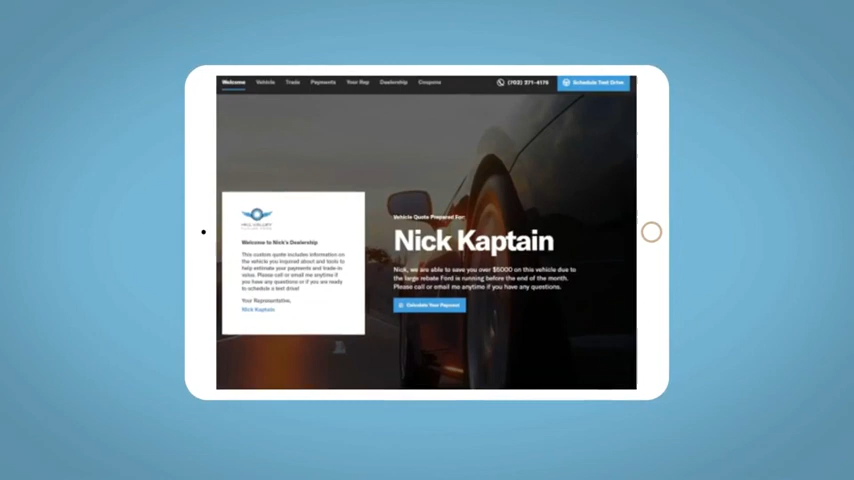 Welcome Vehicle Trade Payments Your Rep Dealership Coupons (702) 271-4175 Schedule Test Drive
Welcome to Nick's Dealership
This custom quote includes information on
the vehicle you inquired about and tools to
help estimate your payments and trade-in
value. Please call or email me anytime if
you have any questions or if you are ready
to schedule a test drive!
Your Representative,
Nick Kaptain
Vehicle Quote Prepared For:
Nick Kaptain
Nick, we are able to save you over $6000 on this vehicle due to
the large rebate Ford is running before the end of the month.
Please call or email me anytime if you have any questions.
Calculate Your Payment